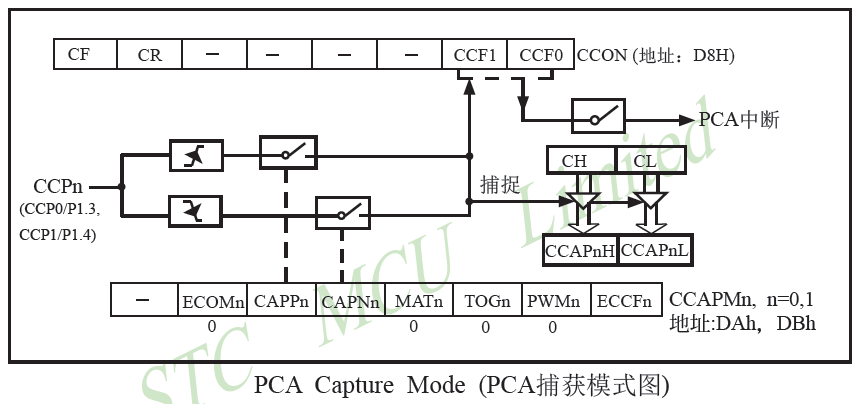 CF CR — — — — CCF1 CCF0 CCON (地址：D8H)
PCA中断
CH CL
CCPn
(CCP0/P1.3,
CCP1/P1.4)
捕捉
CCAPnH CCAPnL
— ECOMn CAPPn CAPNn MATn TOGn PWMn ECCFn CCAPMn, n=0,1
0 0 0 0 地址:DAh，DBh
STC MCU Limited
PCA Capture Mode (PCA捕获模式图)